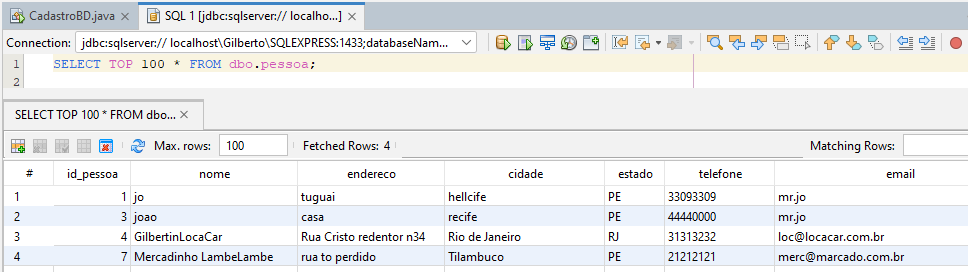 CadastroBD.java SQL 1 [jdbc:sqlserver:// localho...]
Connection: jdbc:sqlserver:// localhost\Gilberto\SQLEXPRESS:1433;databaseNam...
1 SELECT TOP 100 * FROM dbo.pessoa;
2
SELECT TOP 100 * FROM dbo...
Max. rows: 100 Fetched Rows: 4 Matching Rows:
# id_pessoa nome endereco cidade estado telefone email
1 1 jo tuguai hellcife PE 33093309 mr.jo
2 3 joao casa recife PE 44440000 mr.jo
3 4 GilbertinLocaCar Rua Cristo redentor n34 Rio de Janeiro RJ 31313232 loc@locacar.com.br
4 7 Mercadinho LambeLambe rua to perdido Tilambuco PE 21212121 merc@marcado.com.br